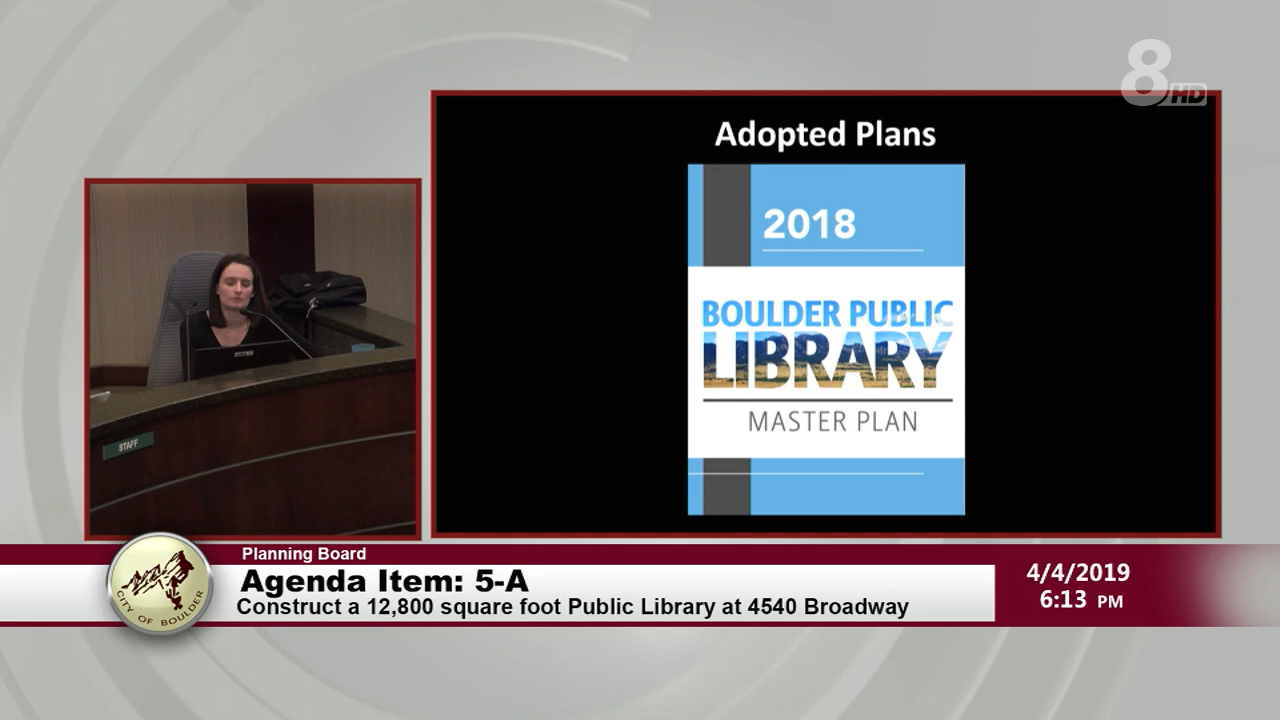 8HD
Adopted Plans
2018
BOULDER PUBLIC
LIBRARY
MASTER PLAN
STAFF
Planning Board
Agenda Item: 5-A
Construct a 12,800 square foot Public Library at 4540 Broadway
4/4/2019
6:13 PM
CITY OF BOULDER